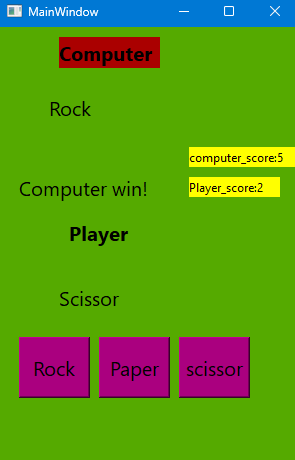 MainWindow
Computer
Rock
computer_score:5
Computer win!
Player_score:2
Player
Scissor
Rock
Paper
scissor